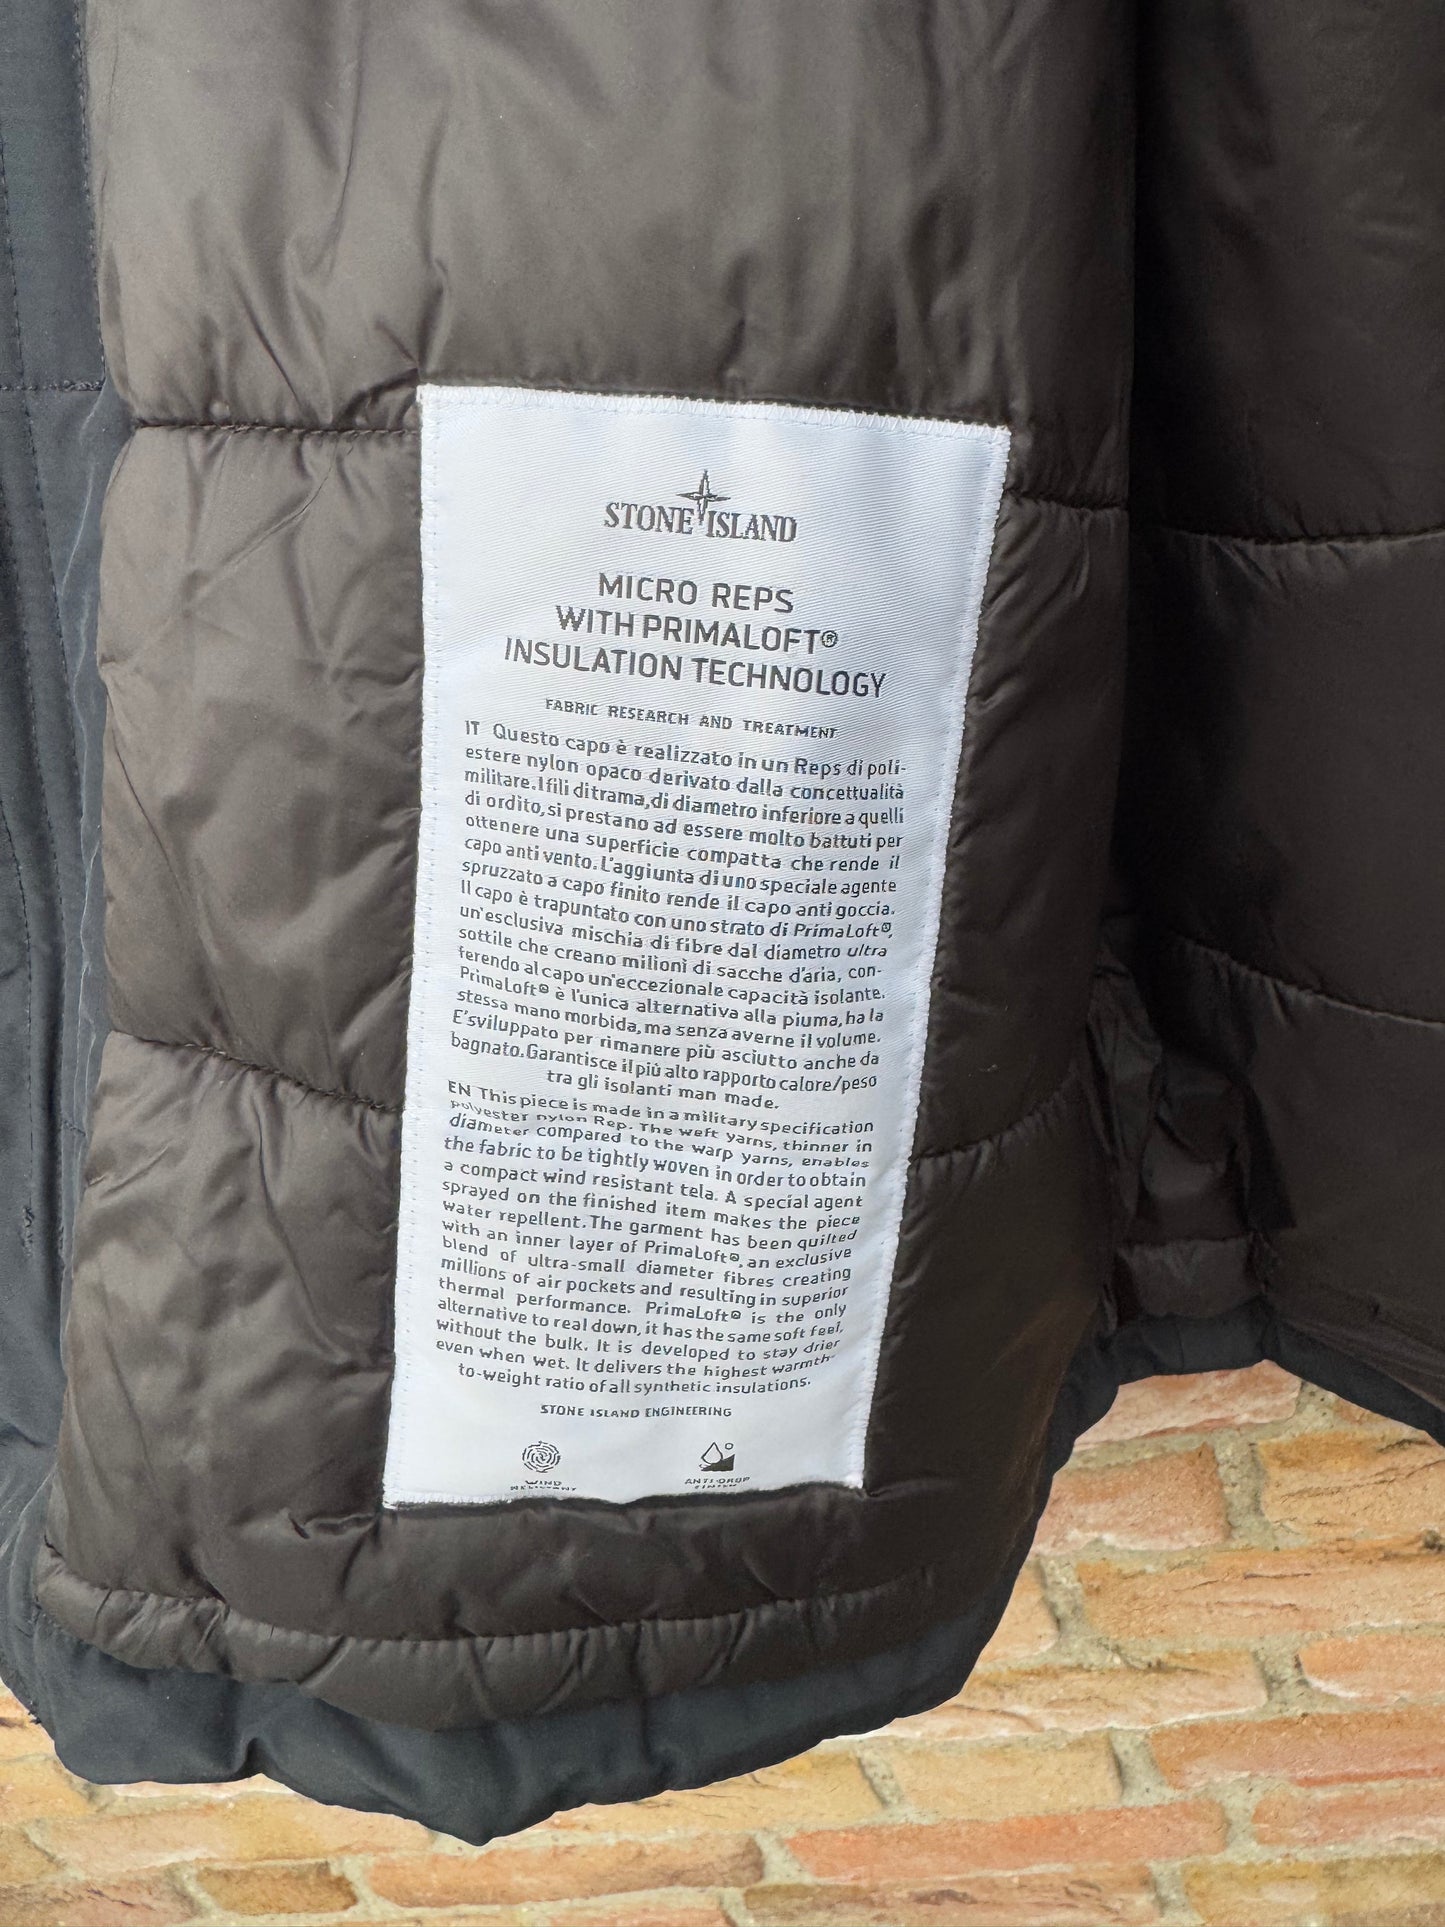 STONE ISLAND
MICRO REPS
WITH PRIMALOFT®
INSULATION TECHNOLOGY
FABRIC RESEARCH AND TREATMENT
IT Questo capo è realizzato in un Reps di poli-
estere nylon opaco derivato dalla concettualità
militare. I fili di trama, di diametro inferiore a quelli
di ordito, si prestano ad essere molto battuti per
ottenere una superficie compatta che rende il
capo anti vento. L'aggiunta di uno speciale agente
spruzzato a capo finito rende il capo anti goccia.
Il capo è trapuntato con uno strato di PrimaLoft®,
un'esclusiva mischia di fibre dal diametro ultra
sottile che creano milioni di sacche d'aria, con-
ferendo al capo un'eccezionale capacità isolante.
PrimaLoft® è l'unica alternativa alla piuma, ha la
stessa mano morbida, ma senza averne il volume.
E'sviluppato per rimanere più asciutto anche da
bagnato. Garantisce il più alto rapporto calore/peso
tra gli isolanti man made.
EN This piece is made in a military specification
polyester nylon Rep. The weft yarns, thinner in
diameter compared to the warp yarns, enables
the fabric to be tightly woven in order to obtain
a compact wind resistant tela. A special agent
sprayed on the finished item makes the piece
water repellent. The garment has been quilted
with an inner layer of PrimaLoft®, an exclusive
blend of ultra-small diameter fibres creating
millions of air pockets and resulting in superior
thermal performance. PrimaLoft® is the only
alternative to real down, it has the same soft feel,
without the bulk. It is developed to stay drier
even when wet. It delivers the highest warmth-
to-weight ratio of all synthetic insulations.
STONE ISLAND ENGINEERING
WIND
ANTI-DROP